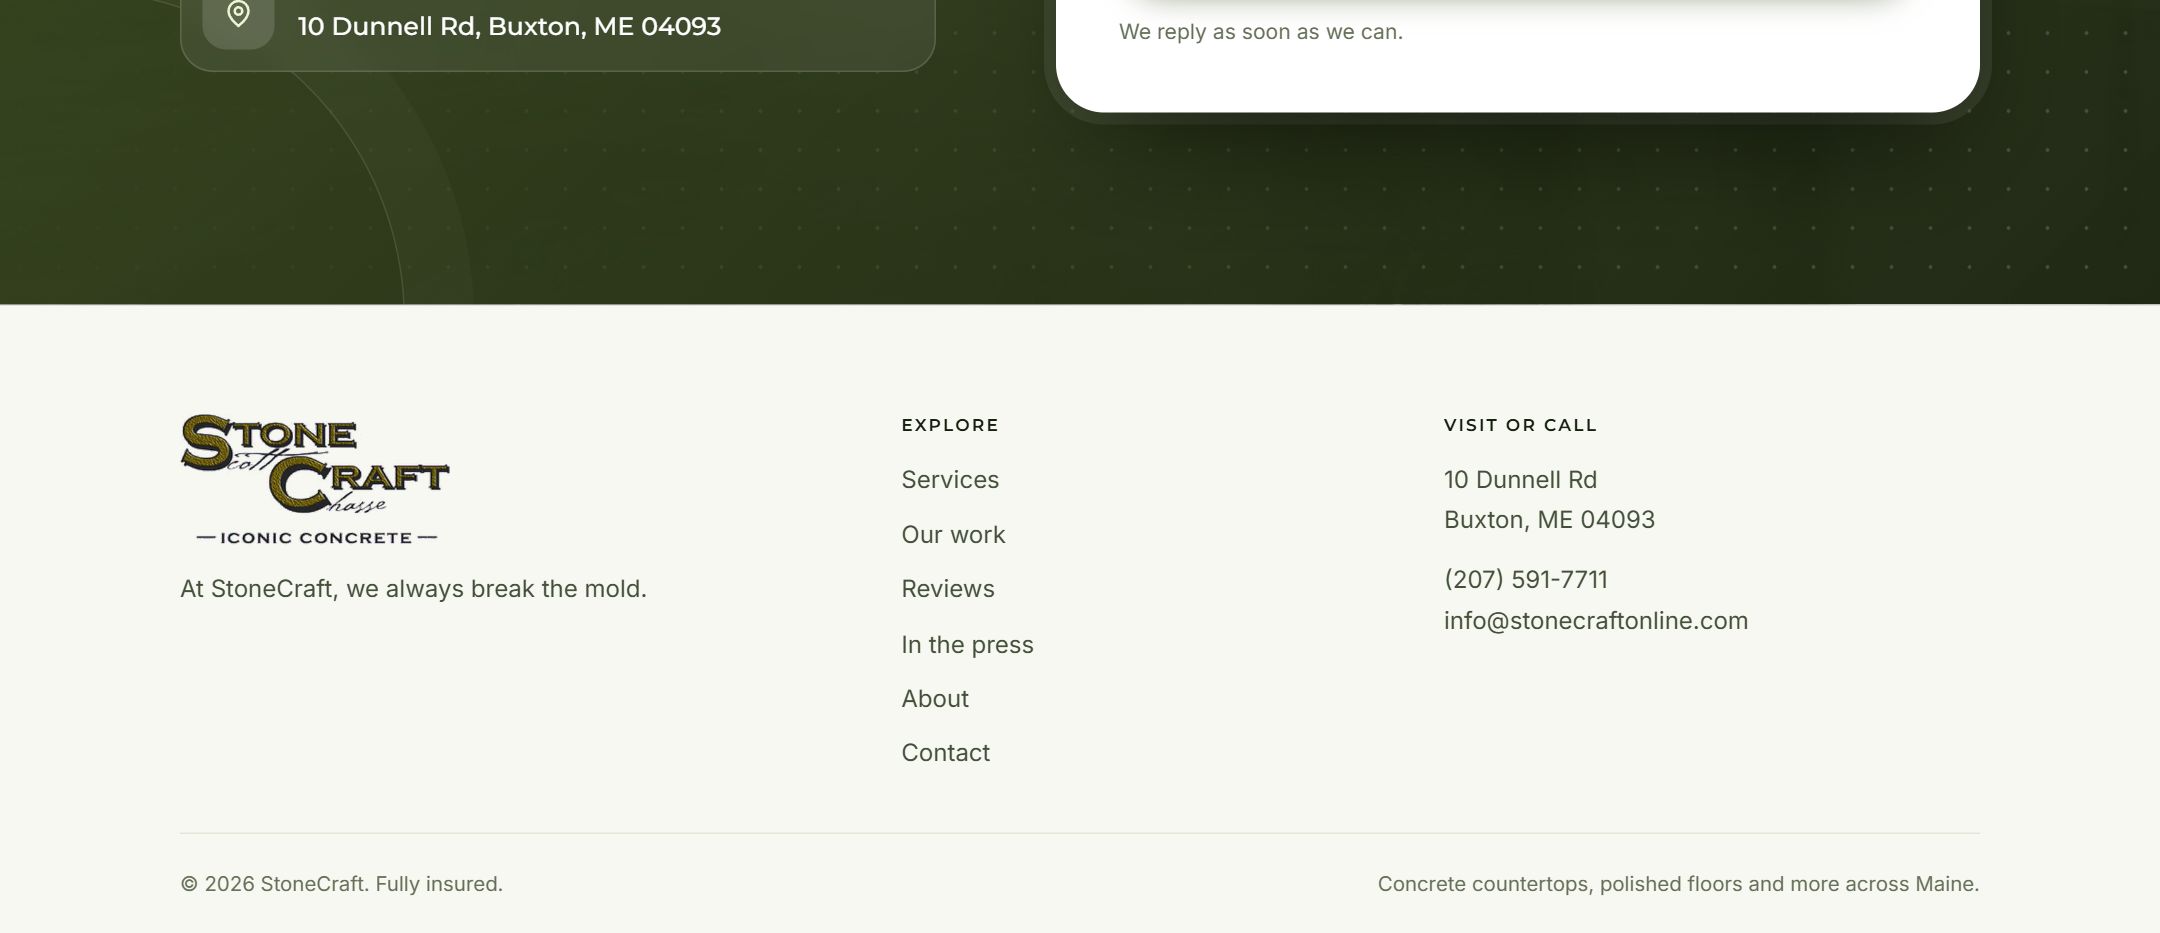 10 Dunnell Rd, Buxton, ME 04093
We reply as soon as we can.
STONE
Scott
CRAFT
Chasse
— ICONIC CONCRETE —
At StoneCraft, we always break the mold.
EXPLORE
Services
Our work
Reviews
In the press
About
Contact
VISIT OR CALL
10 Dunnell Rd
Buxton, ME 04093
(207) 591-7711
info@stonecraftonline.com
© 2026 StoneCraft. Fully insured.
Concrete countertops, polished floors and more across Maine.